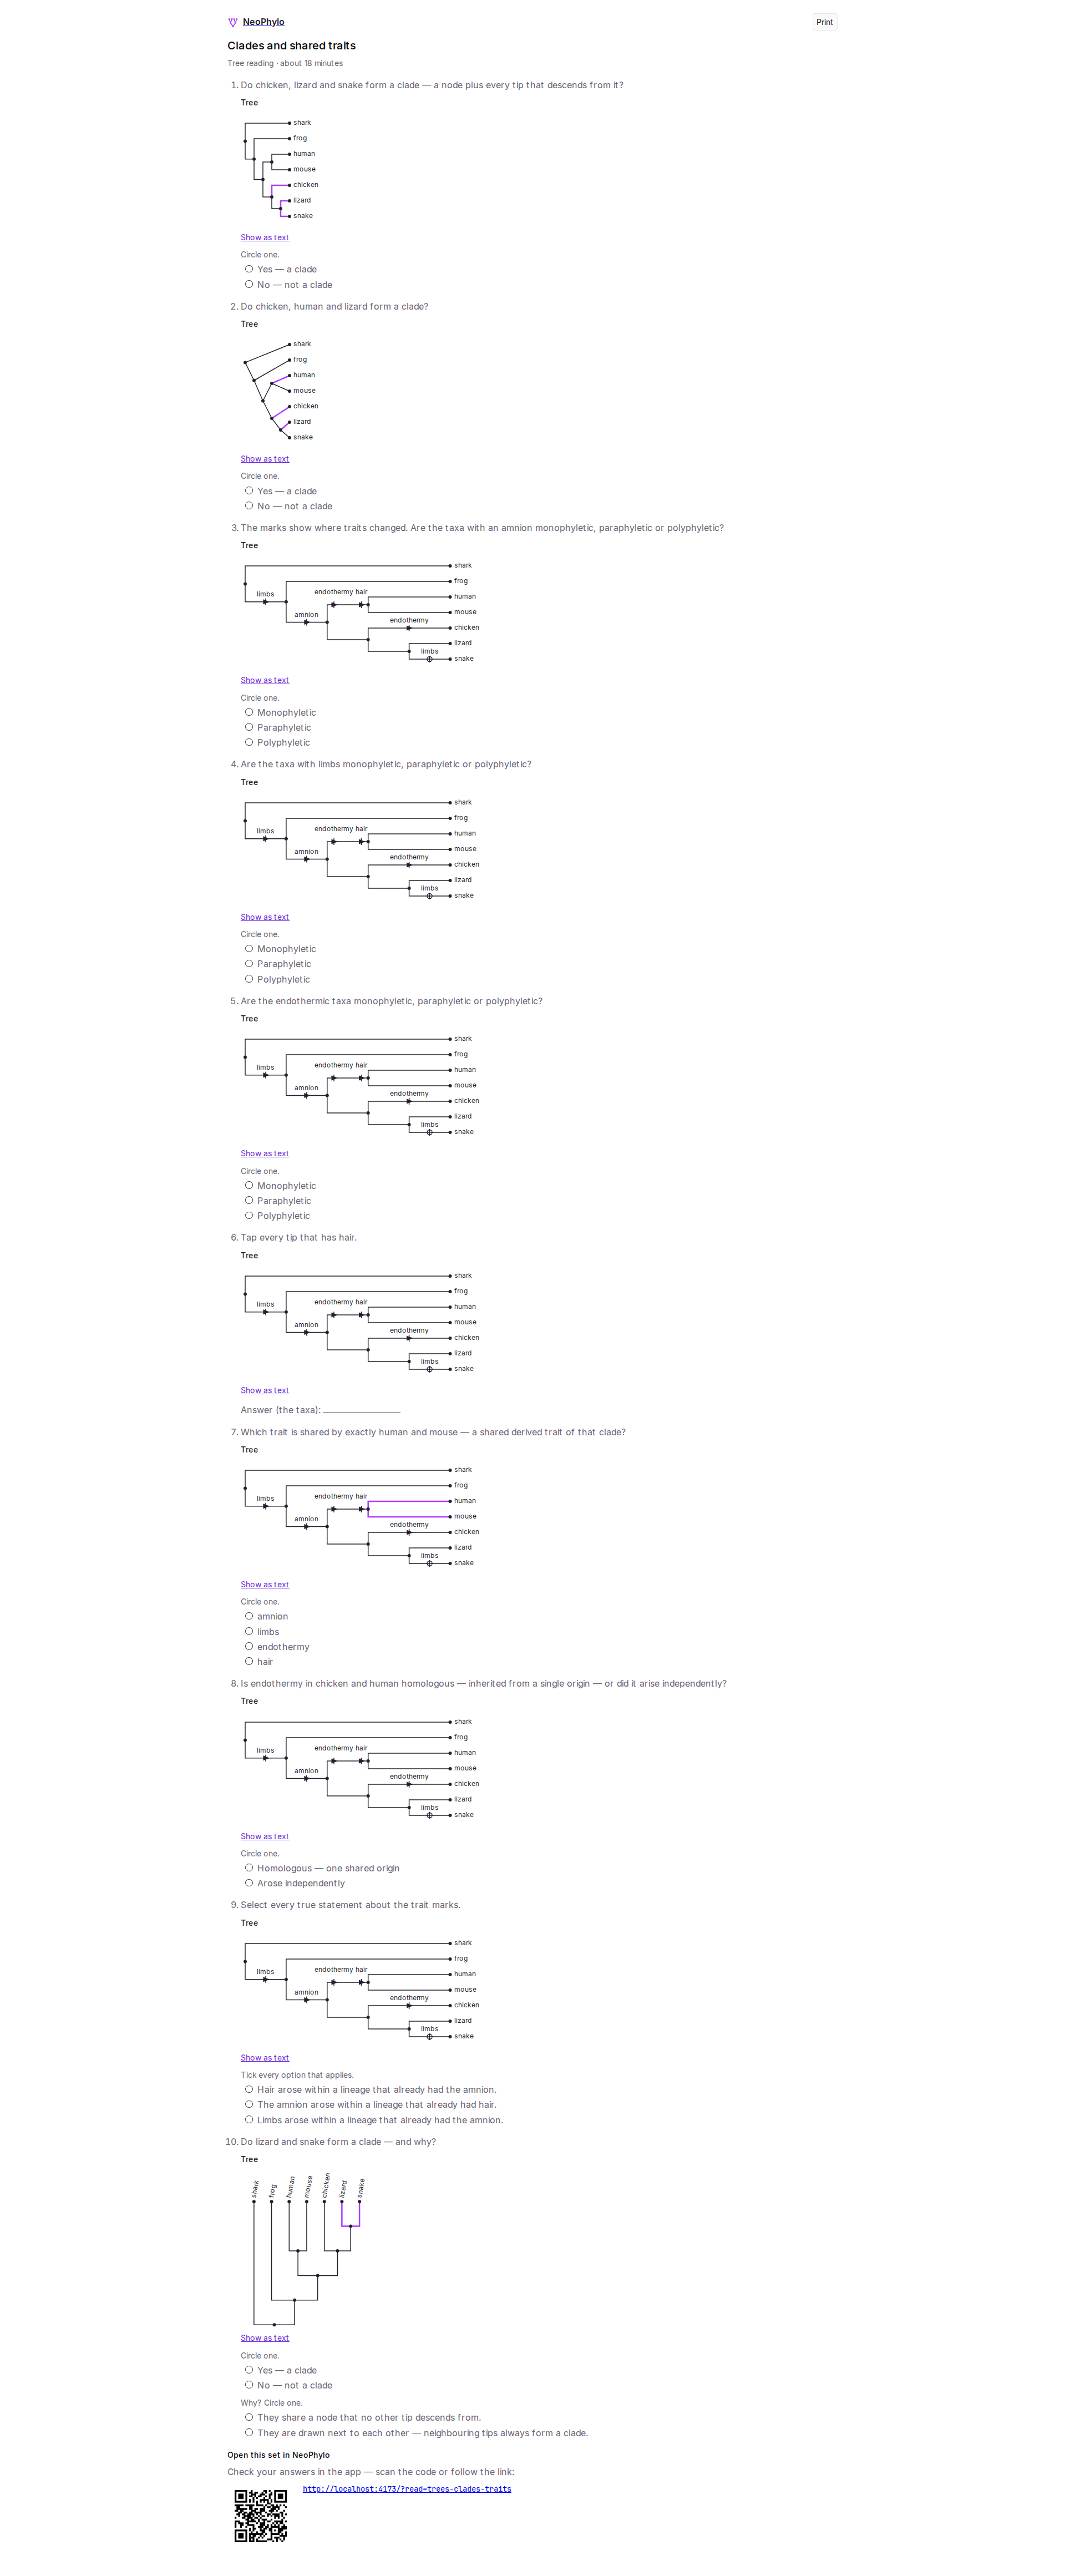 NeoPhylo
Print
Clades and shared traits
Tree reading · about 18 minutes
1. Do chicken, lizard and snake form a clade — a node plus every tip that descends from it?
Tree
shark
frog
human
mouse
chicken
lizard
snake
Show as text
Circle one.
Yes — a clade
No — not a clade
2. Do chicken, human and lizard form a clade?
Tree
shark
frog
human
mouse
chicken
lizard
snake
Show as text
Circle one.
Yes — a clade
No — not a clade
3. The marks show where traits changed. Are the taxa with an amnion monophyletic, paraphyletic or polyphyletic?
Tree
shark
frog
limbs
endothermy hair
human
mouse
amnion
endothermy
chicken
lizard
limbs
snake
Show as text
Circle one.
Monophyletic
Paraphyletic
Polyphyletic
4. Are the taxa with limbs monophyletic, paraphyletic or polyphyletic?
Tree
shark
frog
limbs
endothermy hair
human
mouse
amnion
endothermy
chicken
lizard
limbs
snake
Show as text
Circle one.
Monophyletic
Paraphyletic
Polyphyletic
5. Are the endothermic taxa monophyletic, paraphyletic or polyphyletic?
Tree
shark
frog
limbs
endothermy hair
human
mouse
amnion
endothermy
chicken
lizard
limbs
snake
Show as text
Circle one.
Monophyletic
Paraphyletic
Polyphyletic
6. Tap every tip that has hair.
Tree
shark
frog
limbs
endothermy hair
human
mouse
amnion
endothermy
chicken
lizard
limbs
snake
Show as text
Answer (the taxa):
7. Which trait is shared by exactly human and mouse — a shared derived trait of that clade?
Tree
shark
frog
limbs
endothermy hair
human
mouse
amnion
endothermy
chicken
lizard
limbs
snake
Show as text
Circle one.
amnion
limbs
endothermy
hair
8. Is endothermy in chicken and human homologous — inherited from a single origin — or did it arise independently?
Tree
shark
frog
limbs
endothermy hair
human
mouse
amnion
endothermy
chicken
lizard
limbs
snake
Show as text
Circle one.
Homologous — one shared origin
Arose independently
9. Select every true statement about the trait marks.
Tree
shark
frog
limbs
endothermy hair
human
mouse
amnion
endothermy
chicken
lizard
limbs
snake
Show as text
Tick every option that applies.
Hair arose within a lineage that already had the amnion.
The amnion arose within a lineage that already had hair.
Limbs arose within a lineage that already had the amnion.
10. Do lizard and snake form a clade — and why?
Tree
shark
frog
human
mouse
chicken
lizard
snake
Show as text
Circle one.
Yes — a clade
No — not a clade
Why? Circle one.
They share a node that no other tip descends from.
They are drawn next to each other — neighbouring tips always form a clade.
Open this set in NeoPhylo
Check your answers in the app — scan the code or follow the link:
http://localhost:4173/?read=trees-clades-traits